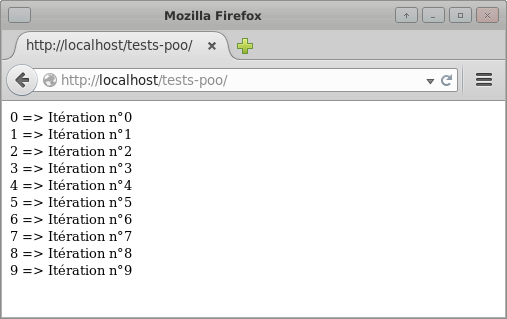 Mozilla Firefox
http://localhost/tests-poo/
http://localhost/tests-poo/
0 => Itération n°0
1 => Itération n°1
2 => Itération n°2
3 => Itération n°3
4 => Itération n°4
5 => Itération n°5
6 => Itération n°6
7 => Itération n°7
8 => Itération n°8
9 => Itération n°9